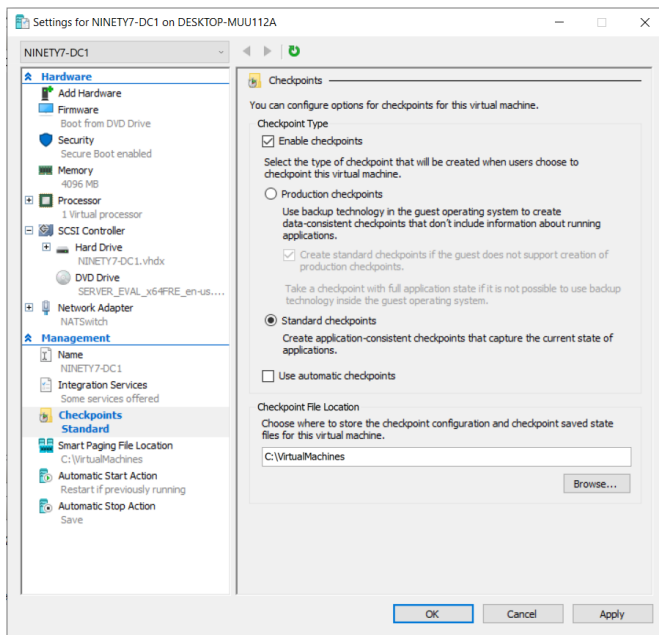 Settings for NINETY7-DC1 on DESKTOP-MUU112A
NINETY7-DC1
Hardware
Add Hardware
Firmware
Boot from DVD Drive
Security
Secure Boot enabled
Memory
4096 MB
Processor
1 Virtual processor
SCSI Controller
Hard Drive
NINETY7-DC1.vhdx
DVD Drive
SERVER_EVAL_x64FRE_en-us....
Network Adapter
NATSwitch
Management
Name
NINETY7-DC1
Integration Services
Some services offered
Checkpoints
Standard
Smart Paging File Location
C:\VirtualMachines
Automatic Start Action
Restart if previously running
Automatic Stop Action
Save
Checkpoints
You can configure options for checkpoints for this virtual machine.
Checkpoint Type
Enable checkpoints
Select the type of checkpoint that will be created when users choose to
checkpoint this virtual machine.
Production checkpoints
Use backup technology in the guest operating system to create
data-consistent checkpoints that don't include information about running
applications.
Create standard checkpoints if the guest does not support creation of
production checkpoints.
Take a checkpoint with full application state if it is not possible to use backup
technology inside the guest operating system.
Standard checkpoints
Create application-consistent checkpoints that capture the current state of
applications.
Use automatic checkpoints
Checkpoint File Location
Choose where to store the checkpoint configuration and checkpoint saved state
files for this virtual machine.
C:\VirtualMachines
Browse...
OK
Cancel
Apply